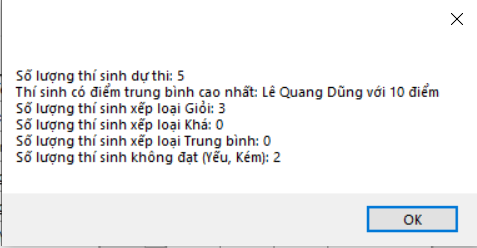 Số lượng thí sinh dự thi: 5
Thí sinh có điểm trung bình cao nhất: Lê Quang Dũng với 10 điểm
Số lượng thí sinh xếp loại Giỏi: 3
Số lượng thí sinh xếp loại Khá: 0
Số lượng thí sinh xếp loại Trung bình: 0
Số lượng thí sinh không đạt (Yếu, Kém): 2
OK